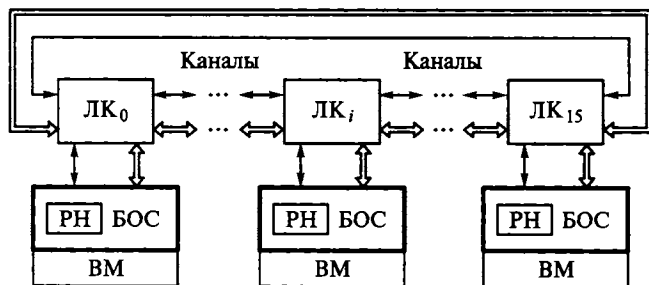 Каналы Каналы
... ... ... ...
ЛК₀ ЛКᵢ ЛК₁₅
... ... ... ...
РН БОС РН БОС РН БОС
ВМ ВМ ВМ